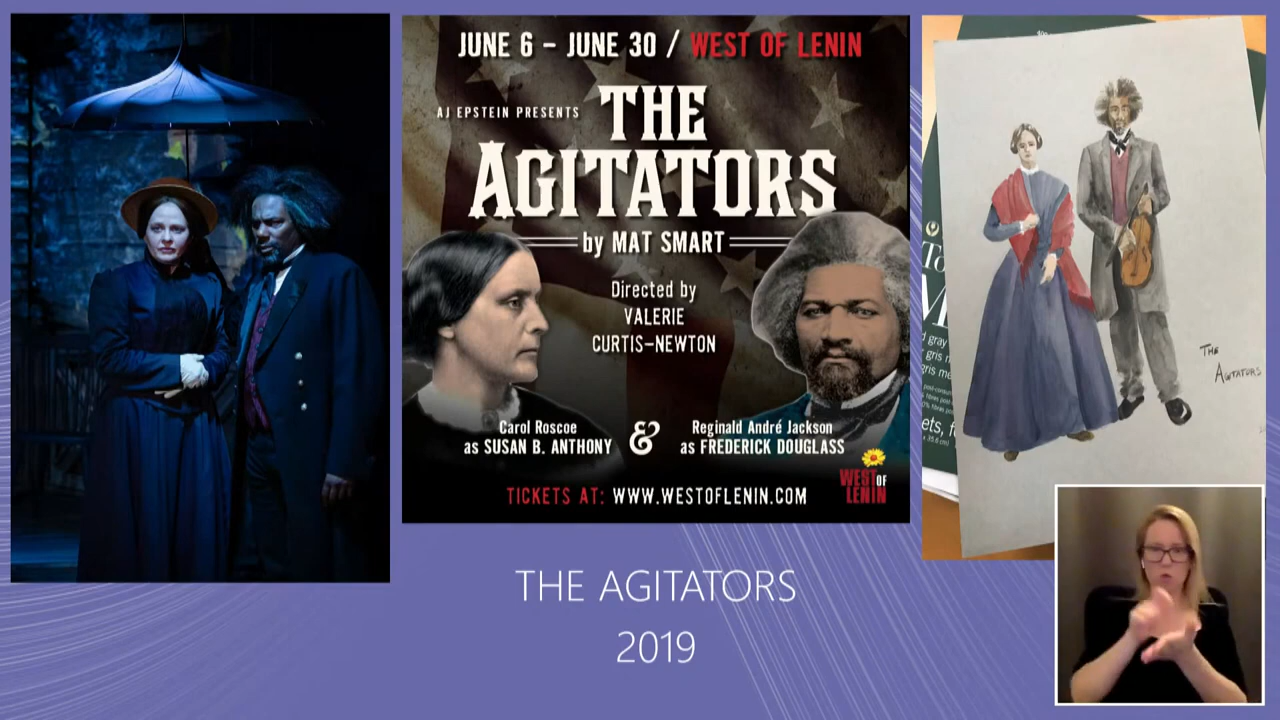 JUNE 6 - JUNE 30 / WEST OF LENIN
AJ EPSTEIN PRESENTS
THE
AGITATORS
by MAT SMART
Directed by
VALERIE
CURTIS-NEWTON
Carol Roscoe
as SUSAN B. ANTHONY
&
Reginald André Jackson
as FREDERICK DOUGLASS
WEST OF
LENIN
TICKETS AT: WWW.WESTOFLENIN.COM
THE
AGITATORS
THE AGITATORS
2019